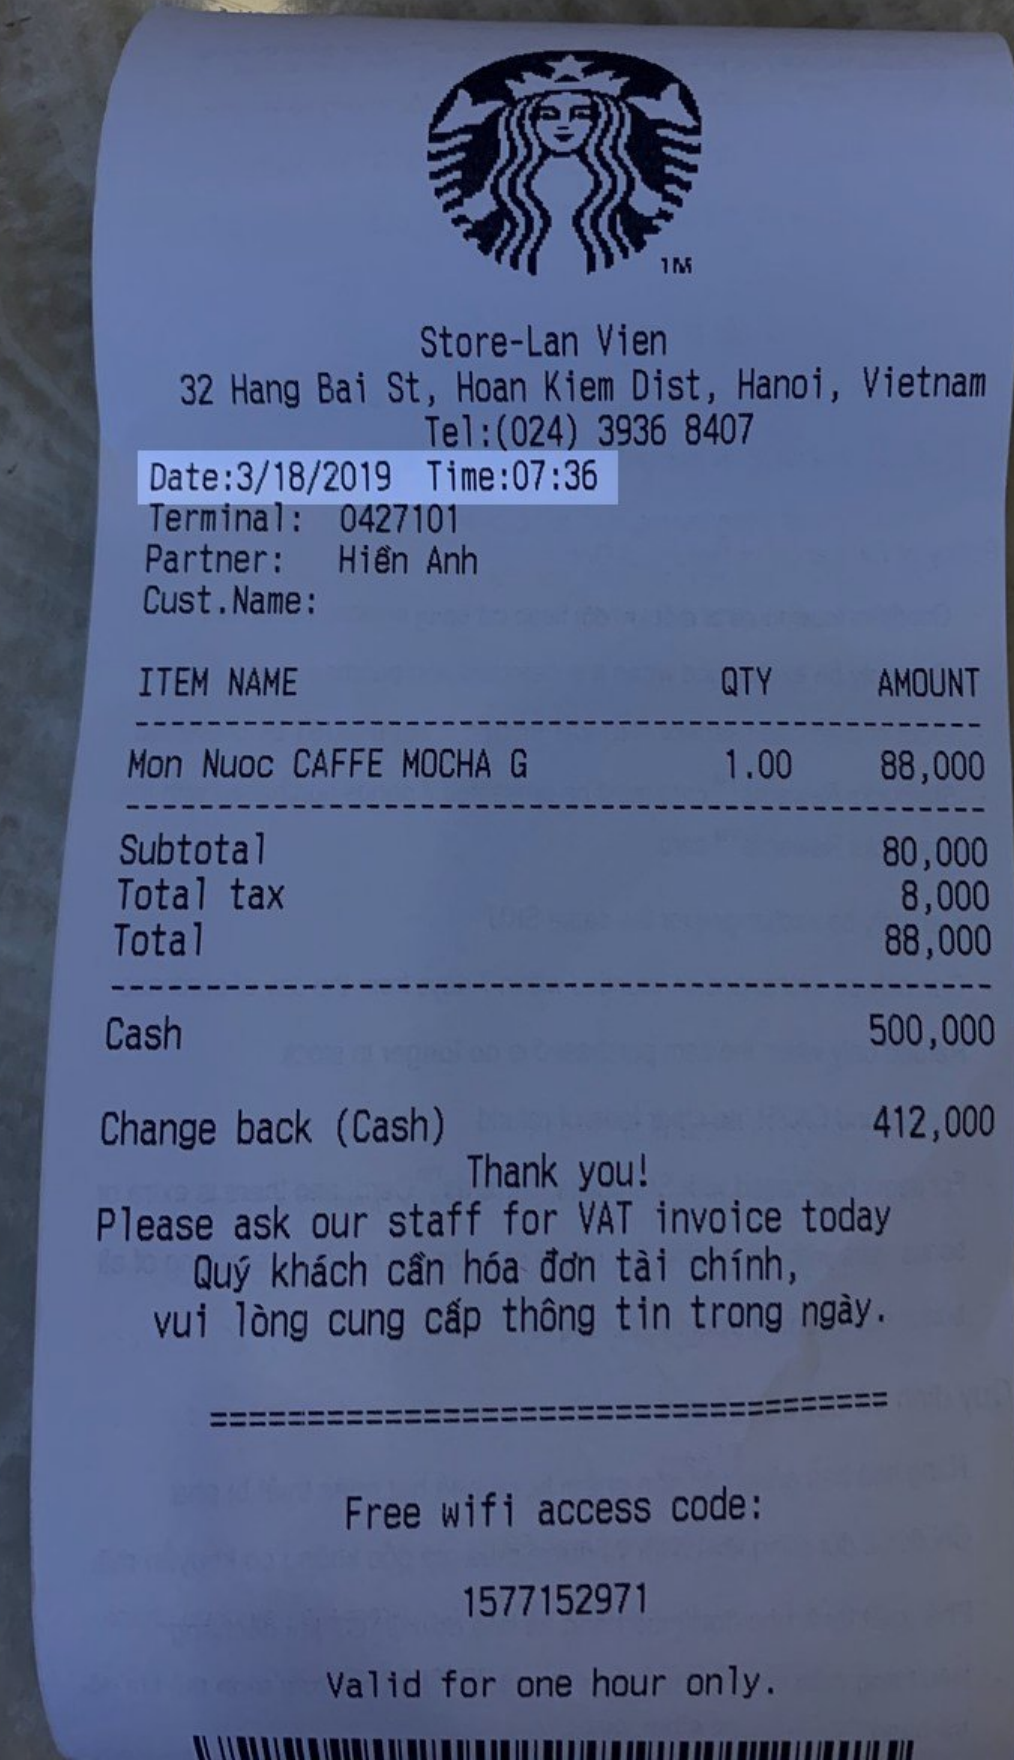 TM
Store-Lan Vien
32 Hang Bai St, Hoan Kiem Dist, Hanoi, Vietnam
Tel:(024) 3936 8407
Date:3/18/2019 Time:07:36
Terminal: 0427101
Partner: Hiền Anh
Cust.Name:
ITEM NAME QTY AMOUNT
Mon Nuoc CAFFE MOCHA G 1.00 88,000
Subtotal 80,000
Total tax 8,000
Total 88,000
Cash 500,000
Change back (Cash) 412,000
Thank you!
Please ask our staff for VAT invoice today
Quý khách cần hóa đơn tài chính,
vui lòng cung cấp thông tin trong ngày.
===================================
Free wifi access code:
1577152971
Valid for one hour only.